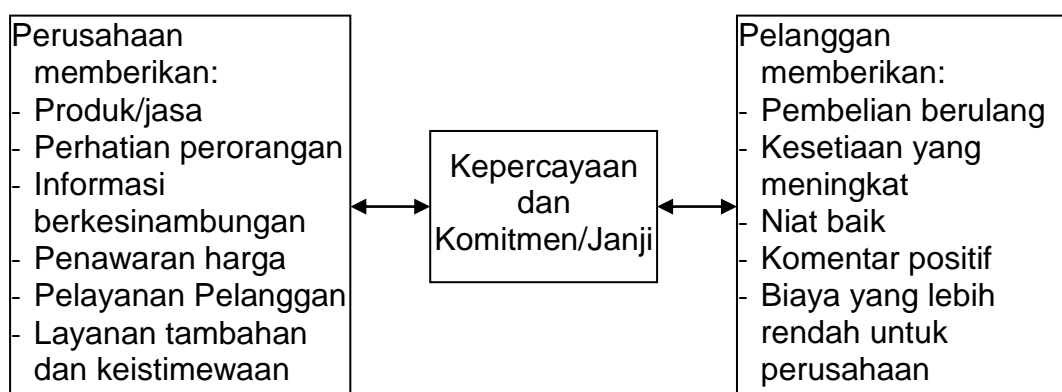 Perusahaan
memberikan:
- Produk/jasa
- Perhatian perorangan
- Informasi
berkesinambungan
- Penawaran harga
- Pelayanan Pelanggan
- Layanan tambahan
dan keistimewaan
Kepercayaan
dan
Komitmen/Janji
Pelanggan
memberikan:
- Pembelian berulang
- Kesetiaan yang
meningkat
- Niat baik
- Komentar positif
- Biaya yang lebih
rendah untuk
perusahaan